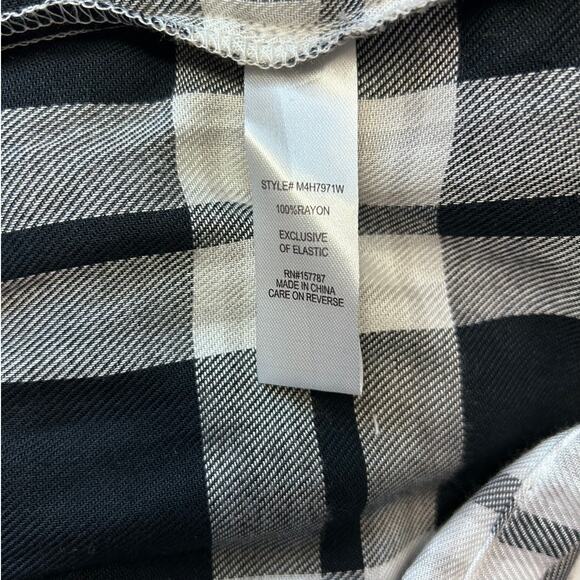 STYLE# M4H7971W
100%RAYON
EXCLUSIVE
OF ELASTIC
RN#157787
MADE IN CHINA
CARE ON REVERSE